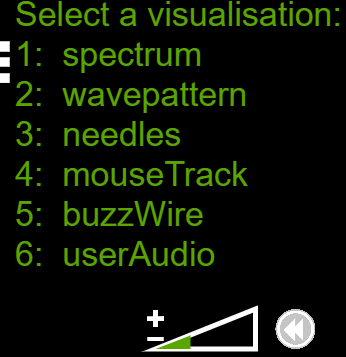 Select a visualisation:
1: spectrum
2: wavepattern
3: needles
4: mouseTrack
5: buzzWire
6: userAudio
+
−